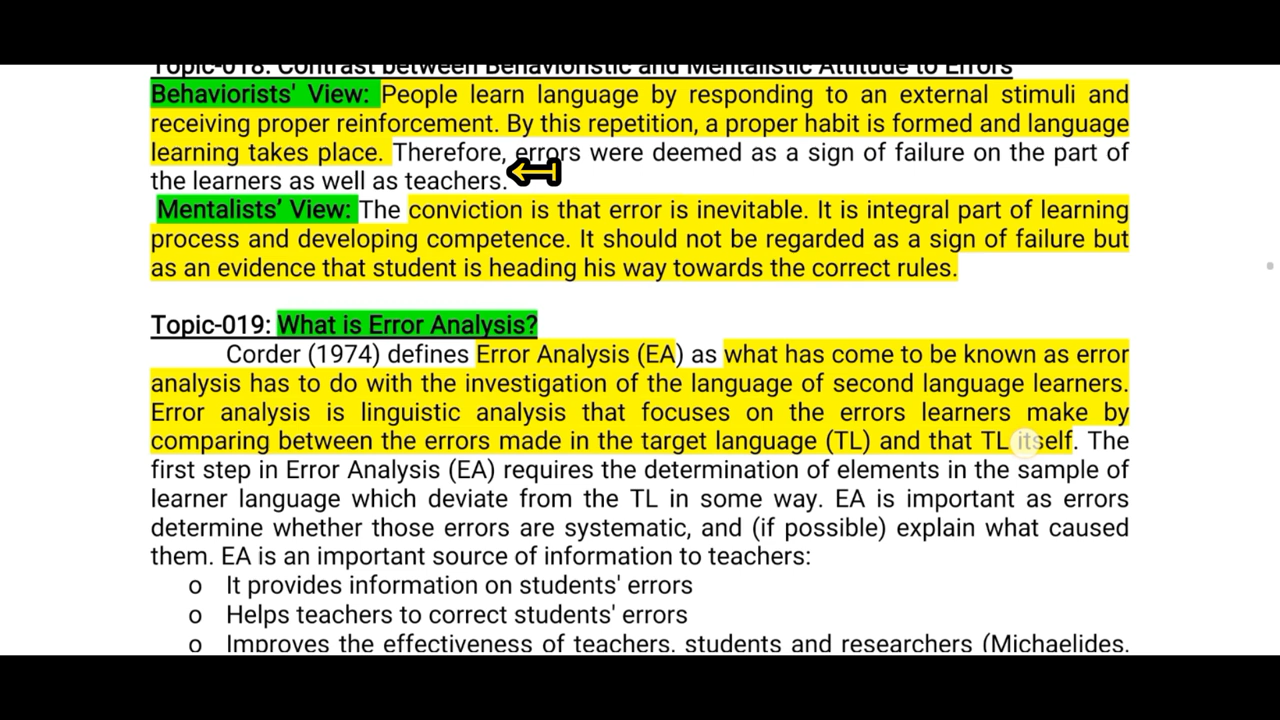 Topic-018: Contrast between Behavioristic and Mentalistic Attitude to Errors
Behaviorists' View: People learn language by responding to an external stimuli and
receiving proper reinforcement. By this repetition, a proper habit is formed and language
learning takes place. Therefore, errors were deemed as a sign of failure on the part of
the learners as well as teachers.
Mentalists’ View: The conviction is that error is inevitable. It is integral part of learning
process and developing competence. It should not be regarded as a sign of failure but
as an evidence that student is heading his way towards the correct rules.
Topic-019: What is Error Analysis?
Corder (1974) defines Error Analysis (EA) as what has come to be known as error
analysis has to do with the investigation of the language of second language learners.
Error analysis is linguistic analysis that focuses on the errors learners make by
comparing between the errors made in the target language (TL) and that TL itself. The
first step in Error Analysis (EA) requires the determination of elements in the sample of
learner language which deviate from the TL in some way. EA is important as errors
determine whether those errors are systematic, and (if possible) explain what caused
them. EA is an important source of information to teachers:
o It provides information on students' errors
o Helps teachers to correct students' errors
o Improves the effectiveness of teachers, students and researchers (Michaelides,